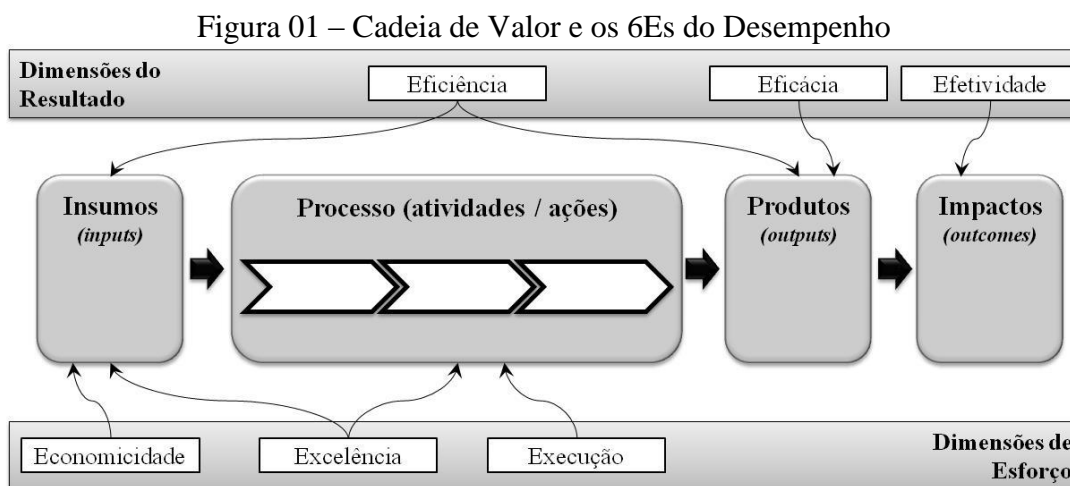 Figura 01 – Cadeia de Valor e os 6Es do Desempenho
Dimensões do
Resultado
Eficiência
Eficácia
Efetividade
Insumos
(inputs)
Processo (atividades / ações)
Produtos
(outputs)
Impactos
(outcomes)
Economicidade
Excelência
Execução
Dimensões de
Esforço